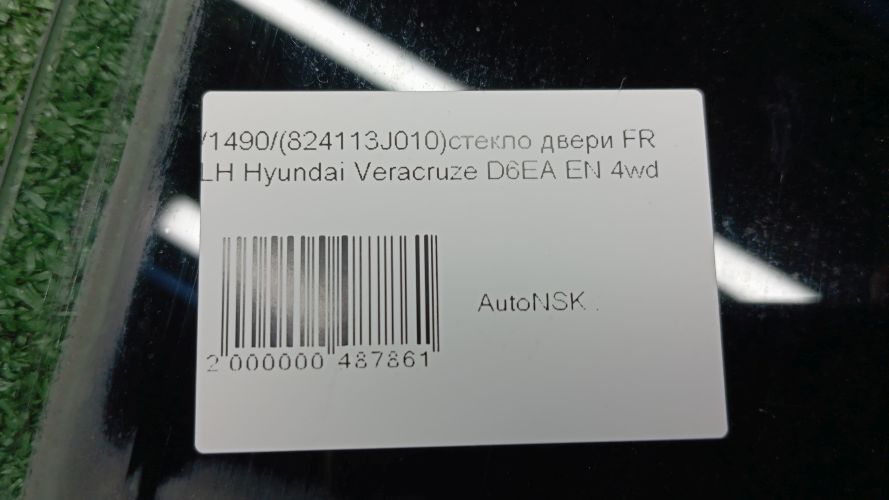 /1490/(824113J010)стекло двери FR
LH Hyundai Veracruze D6EA EN 4wd
AutoNSK .
2 000000 487861